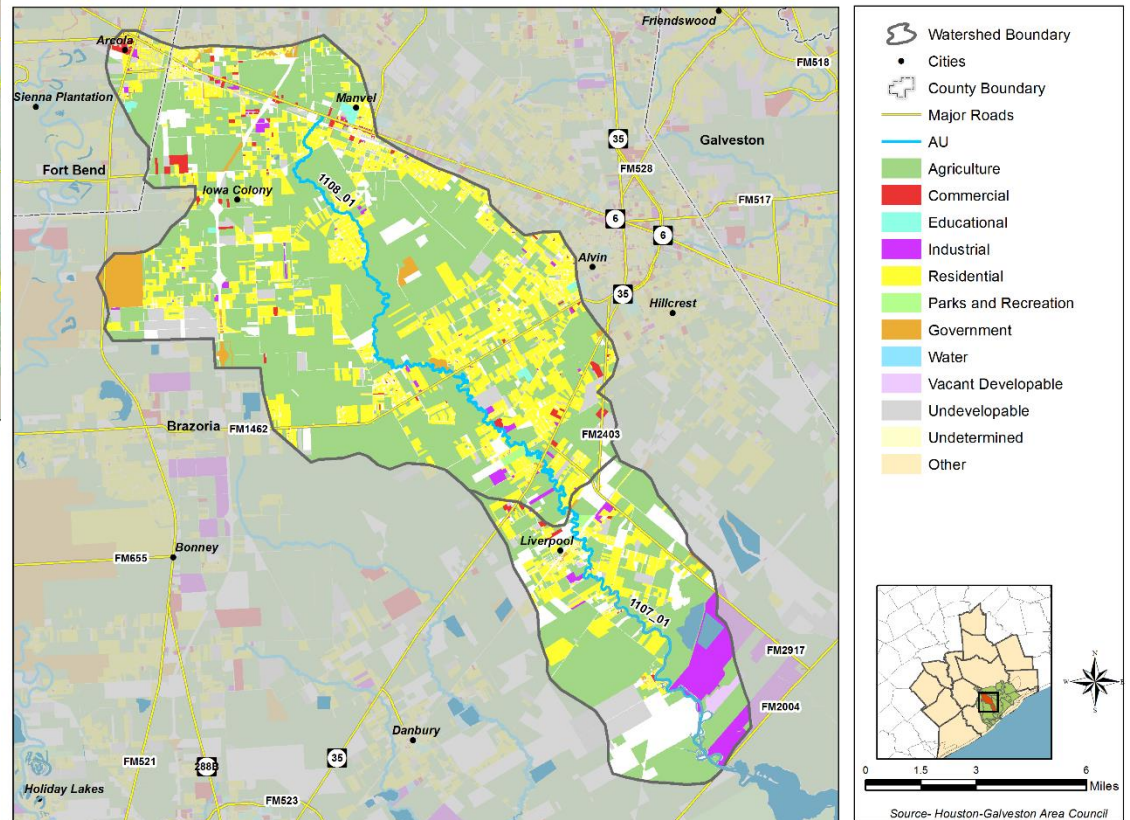 Friendswood
Arcola
FM518
Sienna Plantation
Manvel
35
Galveston
Fort Bend
FM528
Iowa Colony
1108_01
FM517
6
6
Alvin
35
Hillcrest
Brazoria
FM1462
FM2403
Liverpool
Bonney
FM655
1107_01
FM2917
FM2004
Danbury
FM521
288B
35
Holiday Lakes
FM523
Watershed Boundary
Cities
County Boundary
Major Roads
AU
Agriculture
Commercial
Educational
Industrial
Residential
Parks and Recreation
Government
Water
Vacant Developable
Undevelopable
Undetermined
Other
N
W
E
S
0 1.5 3 6
Miles
Source- Houston-Galveston Area Council